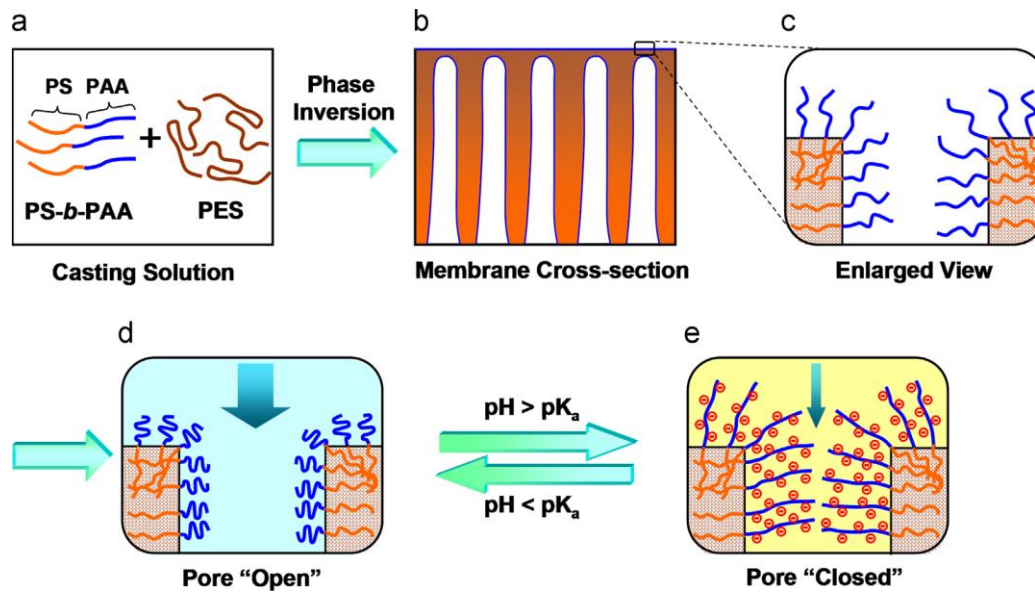 a
PS PAA
+
PS-b-PAA PES
Casting Solution
Phase
Inversion
b
Membrane Cross-section
c
Enlarged View
d
Pore “Open”
pH > pKa
pH < pKa
e
Pore “Closed”